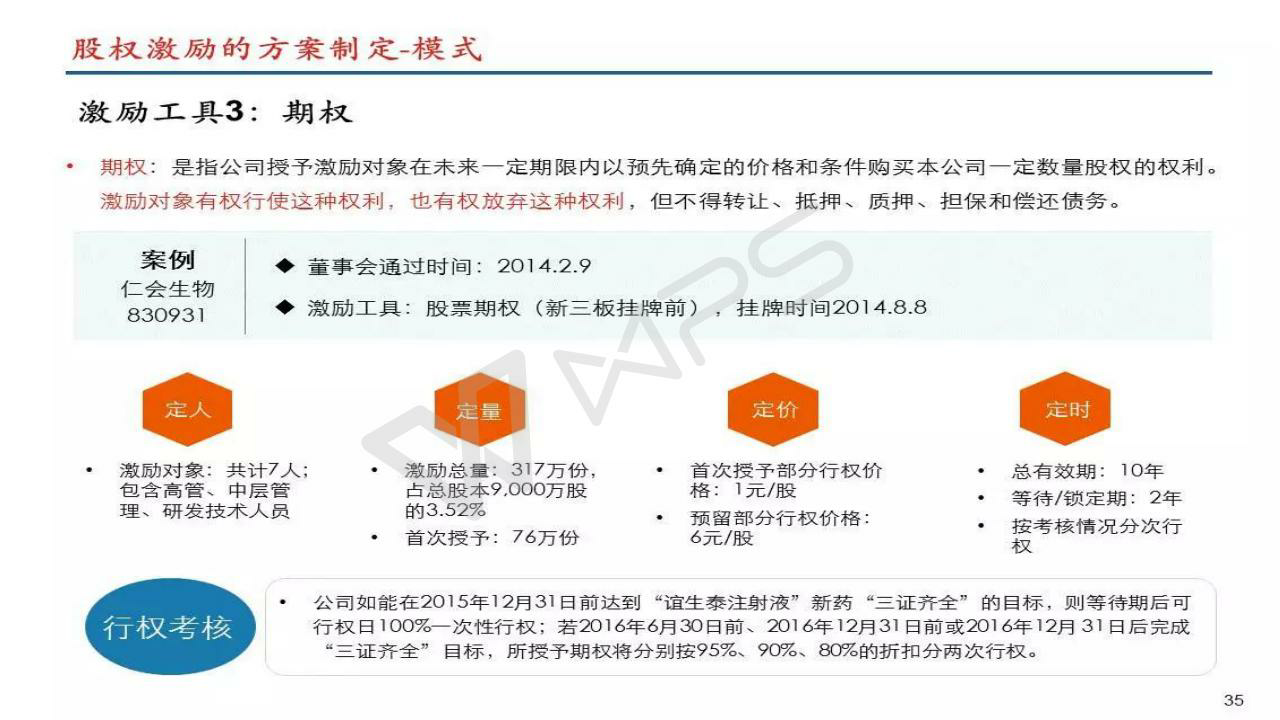 股权激励的方案制定-模式
激励工具3：期权
• 期权：是指公司授予激励对象在未来一定期限内以预先确定的价格和条件购买本公司一定数量股权的权利。
激励对象有权行使这种权利，也有权放弃这种权利，但不得转让、抵押、质押、担保和偿还债务。
案例
仁会生物
830931
◆ 董事会通过时间：2014.2.9
◆ 激励工具：股票期权（新三板挂牌前），挂牌时间2014.8.8
WPS
定人
• 激励对象：共计7人；
包含高管、中层管
理、研发技术人员
定量
• 激励总量：317万份，
占总股本9,000万股
的3.52%
• 首次授予：76万份
定价
• 首次授予部分行权价
格：1元/股
• 预留部分行权价格：
6元/股
定时
• 总有效期：10年
• 等待/锁定期：2年
• 按考核情况分次行
权
行权考核
• 公司如能在2015年12月31日前达到“谊生泰注射液”新药“三证齐全”的目标，则等待期后可
行权日100%一次性行权；若2016年6月30日前、2016年12月31日前或2016年12月31日后完成
“三证齐全”目标，所授予期权将分别按95%、90%、80%的折扣分两次行权。
35